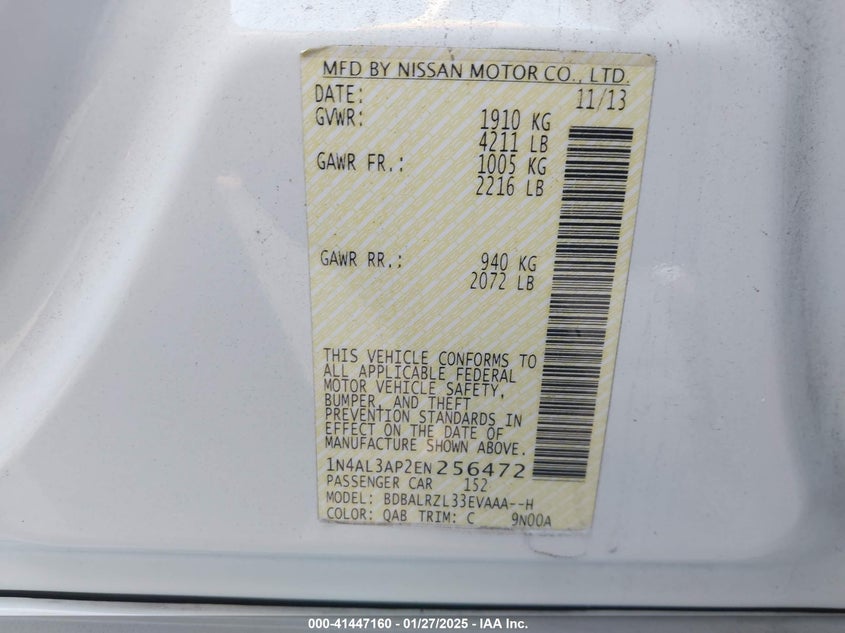 MFD BY NISSAN MOTOR CO., LTD.
DATE: 11/13
GVWR: 1910 KG
4211 LB
GAWR FR.: 1005 KG
2216 LB
GAWR RR.: 940 KG
2072 LB
THIS VEHICLE CONFORMS TO
ALL APPLICABLE FEDERAL
MOTOR VEHICLE SAFETY,
BUMPER, AND THEFT
PREVENTION STANDARDS IN
EFFECT ON THE DATE OF
MANUFACTURE SHOWN ABOVE.
1N4AL3AP2EN256472
PASSENGER CAR 152
MODEL: BDBALRZL33EVAAA--H
COLOR: QAB TRIM: C 9N00A
000-41447160 — 01/27/2025 — IAA Inc.